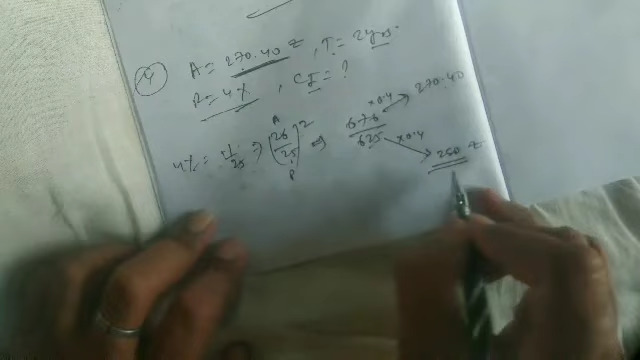 4 A = 270.40 ₹, T = 2 yrs.
R = 4%, CI = ?
4% = 1/25 ⇒ (26/25)² ⇒ 676/625
A
P
×0.4 → 270.40
×0.4 → 250 ₹